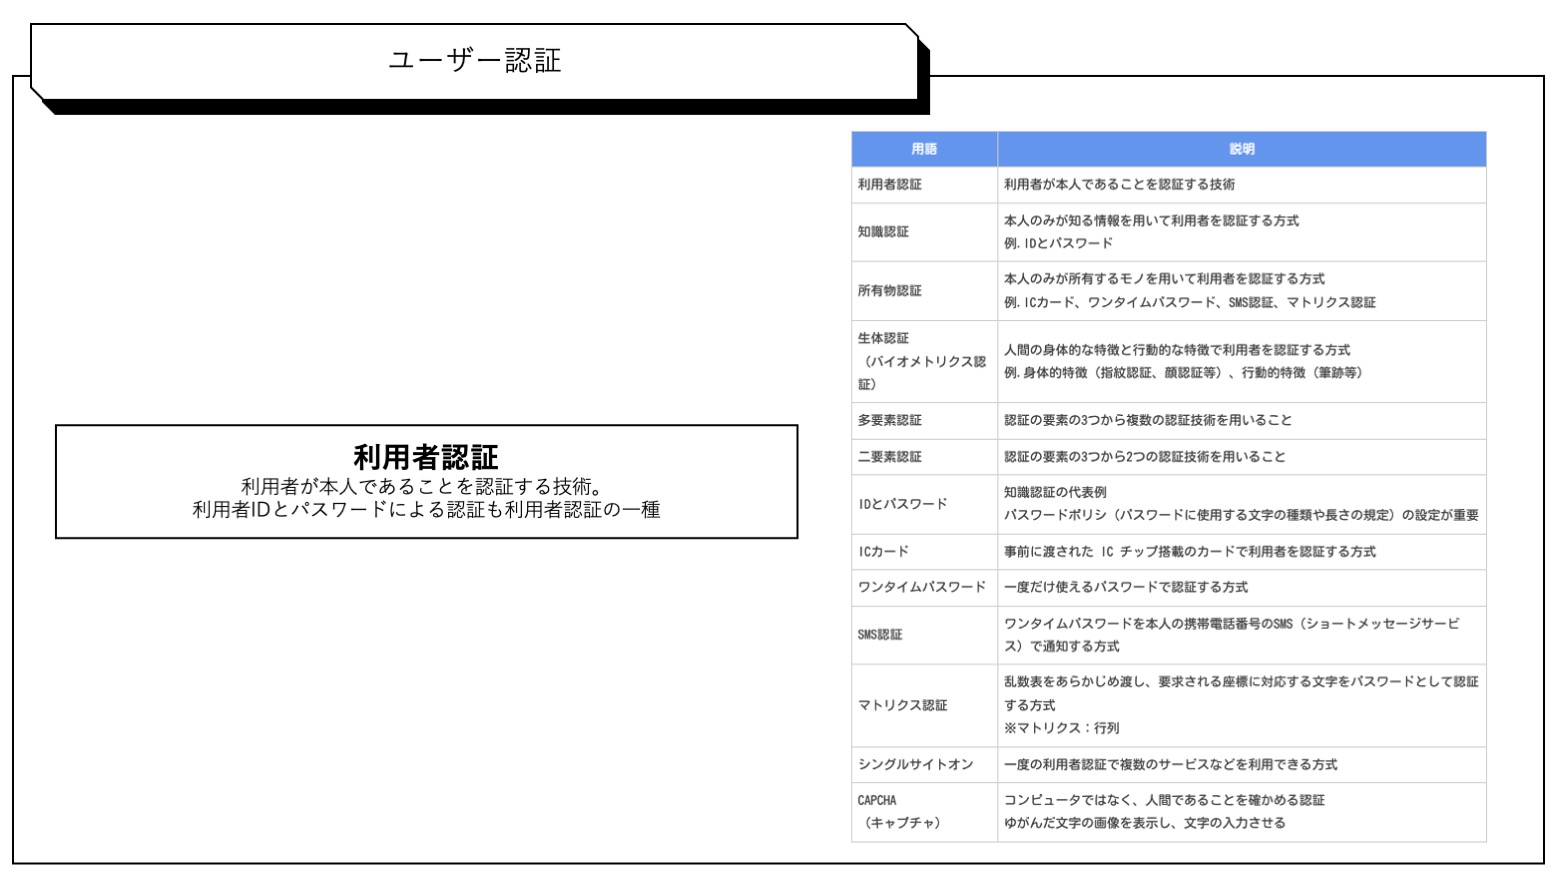 ユーザー認証
利用者認証
利用者が本人であることを認証する技術。
利用者IDとパスワードによる認証も利用者認証の一種
用語
説明
利用者認証
利用者が本人であることを認証する技術
知識認証
本人のみが知る情報を用いて利用者を認証する方式
例. IDとパスワード
所有物認証
本人のみが所有するモノを用いて利用者を認証する方式
例. ICカード、ワンタイムパスワード、SMS認証、マトリクス認証
生体認証
（バイオメトリクス認
証）
人間の身体的な特徴と行動的な特徴で利用者を認証する方式
例. 身体的特徴（指紋認証、顔認証等）、行動的特徴（筆跡等）
多要素認証
認証の要素の3つから複数の認証技術を用いること
二要素認証
認証の要素の3つから2つの認証技術を用いること
IDとパスワード
知識認証の代表例
パスワードポリシ（パスワードに使用する文字の種類や長さの規定）の設定が重要
ICカード
事前に渡された IC チップ搭載のカードで利用者を認証する方式
ワンタイムパスワード
一度だけ使えるパスワードで認証する方式
SMS認証
ワンタイムパスワードを本人の携帯電話番号のSMS（ショートメッセージサービ
ス）で通知する方式
マトリクス認証
乱数表をあらかじめ渡し、要求される座標に対応する文字をパスワードとして認証
する方式
※マトリクス：行列
シングルサイトオン
一度の利用者認証で複数のサービスなどを利用できる方式
CAPCHA
（キャプチャ）
コンピュータではなく、人間であることを確かめる認証
ゆがんだ文字の画像を表示し、文字の入力させる